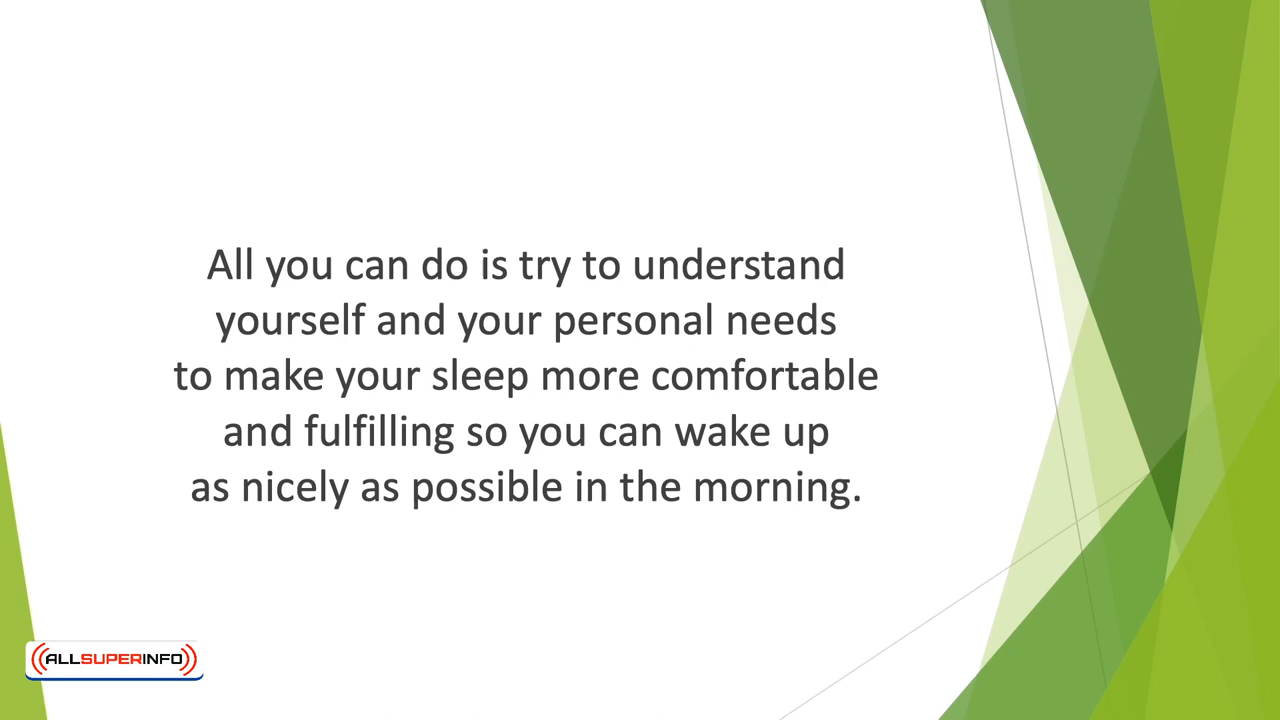 All you can do is try to understand
yourself and your personal needs
to make your sleep more comfortable
and fulfilling so you can wake up
as nicely as possible in the morning.
ALLSUPERINFO